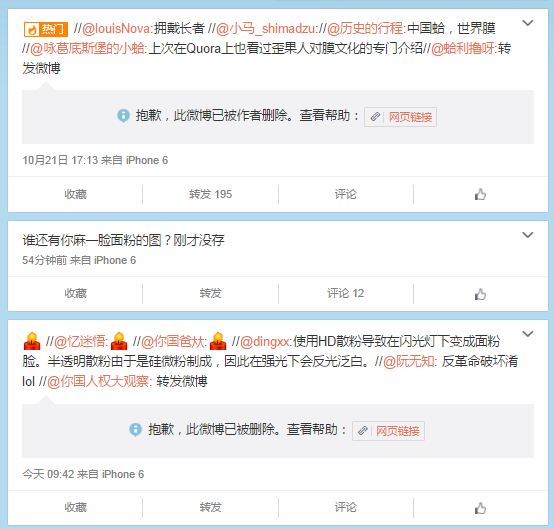 热门 //@louisNova:拥戴长者 //@小马_shimadzu://@历史的行程:中国蛤，世界膜
//@咏葛底斯堡的小蛤:上次在Quora上也看过歪果人对膜文化的专门介绍//@蛤利撸呀:转
发微博
抱歉，此微博已被作者删除。查看帮助： 网页链接
10月21日 17:13 来自 iPhone 6
收藏 转发 195 评论
谁还有你麻一脸面粉的图？刚才没存
54分钟前 来自 iPhone 6
收藏 转发 评论 12
//@忆迷悟: //@你国爸妋: //@dingxx:使用HD散粉导致在闪光灯下变成面粉
脸。半透明散粉由于是硅微粉制成，因此在强光下会反光泛白。//@阮无知: 反革命破坏淆
lol //@你国人权大观察: 转发微博
抱歉，此微博已被删除。查看帮助： 网页链接
今天 09:42 来自 iPhone 6
收藏 转发 评论